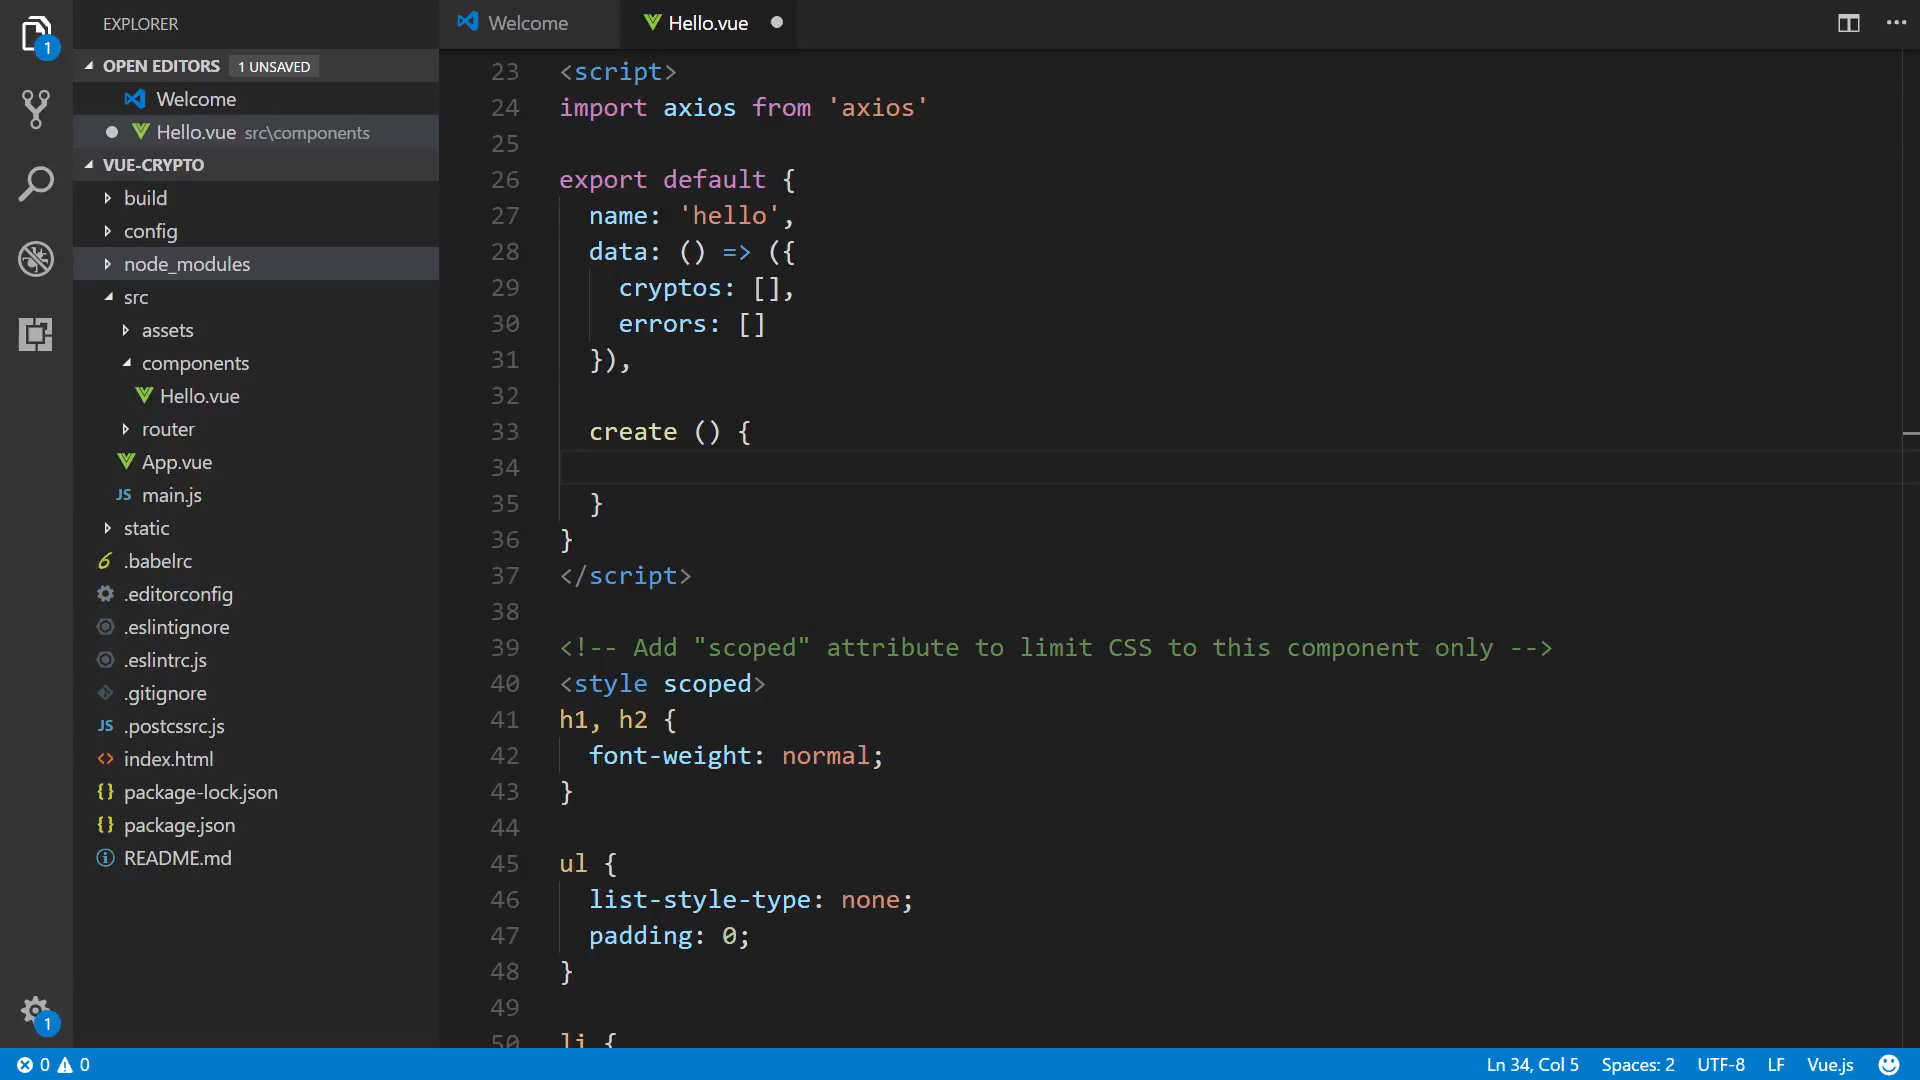 EXPLORER
OPEN EDITORS 1 UNSAVED
Welcome
Hello.vue src\components
VUE-CRYPTO
build
config
node_modules
src
assets
components
Hello.vue
router
App.vue
JS main.js
static
.babelrc
.editorconfig
.eslintignore
.eslintrc.js
.gitignore
JS .postcssrc.js
<> index.html
{} package-lock.json
{} package.json
README.md
1
1
Welcome
Hello.vue
23 <script>
24 import axios from 'axios'
25
26 export default {
27 name: 'hello',
28 data: () => ({
29 cryptos: [],
30 errors: []
31 }),
32
33 create () {
34
35 }
36 }
37 </script>
38
39 <!-- Add "scoped" attribute to limit CSS to this component only -->
40 <style scoped>
41 h1, h2 {
42 font-weight: normal;
43 }
44
45 ul {
46 list-style-type: none;
47 padding: 0;
48 }
49
50 li {
0 0
Ln 34, Col 5 Spaces: 2 UTF-8 LF Vue.js